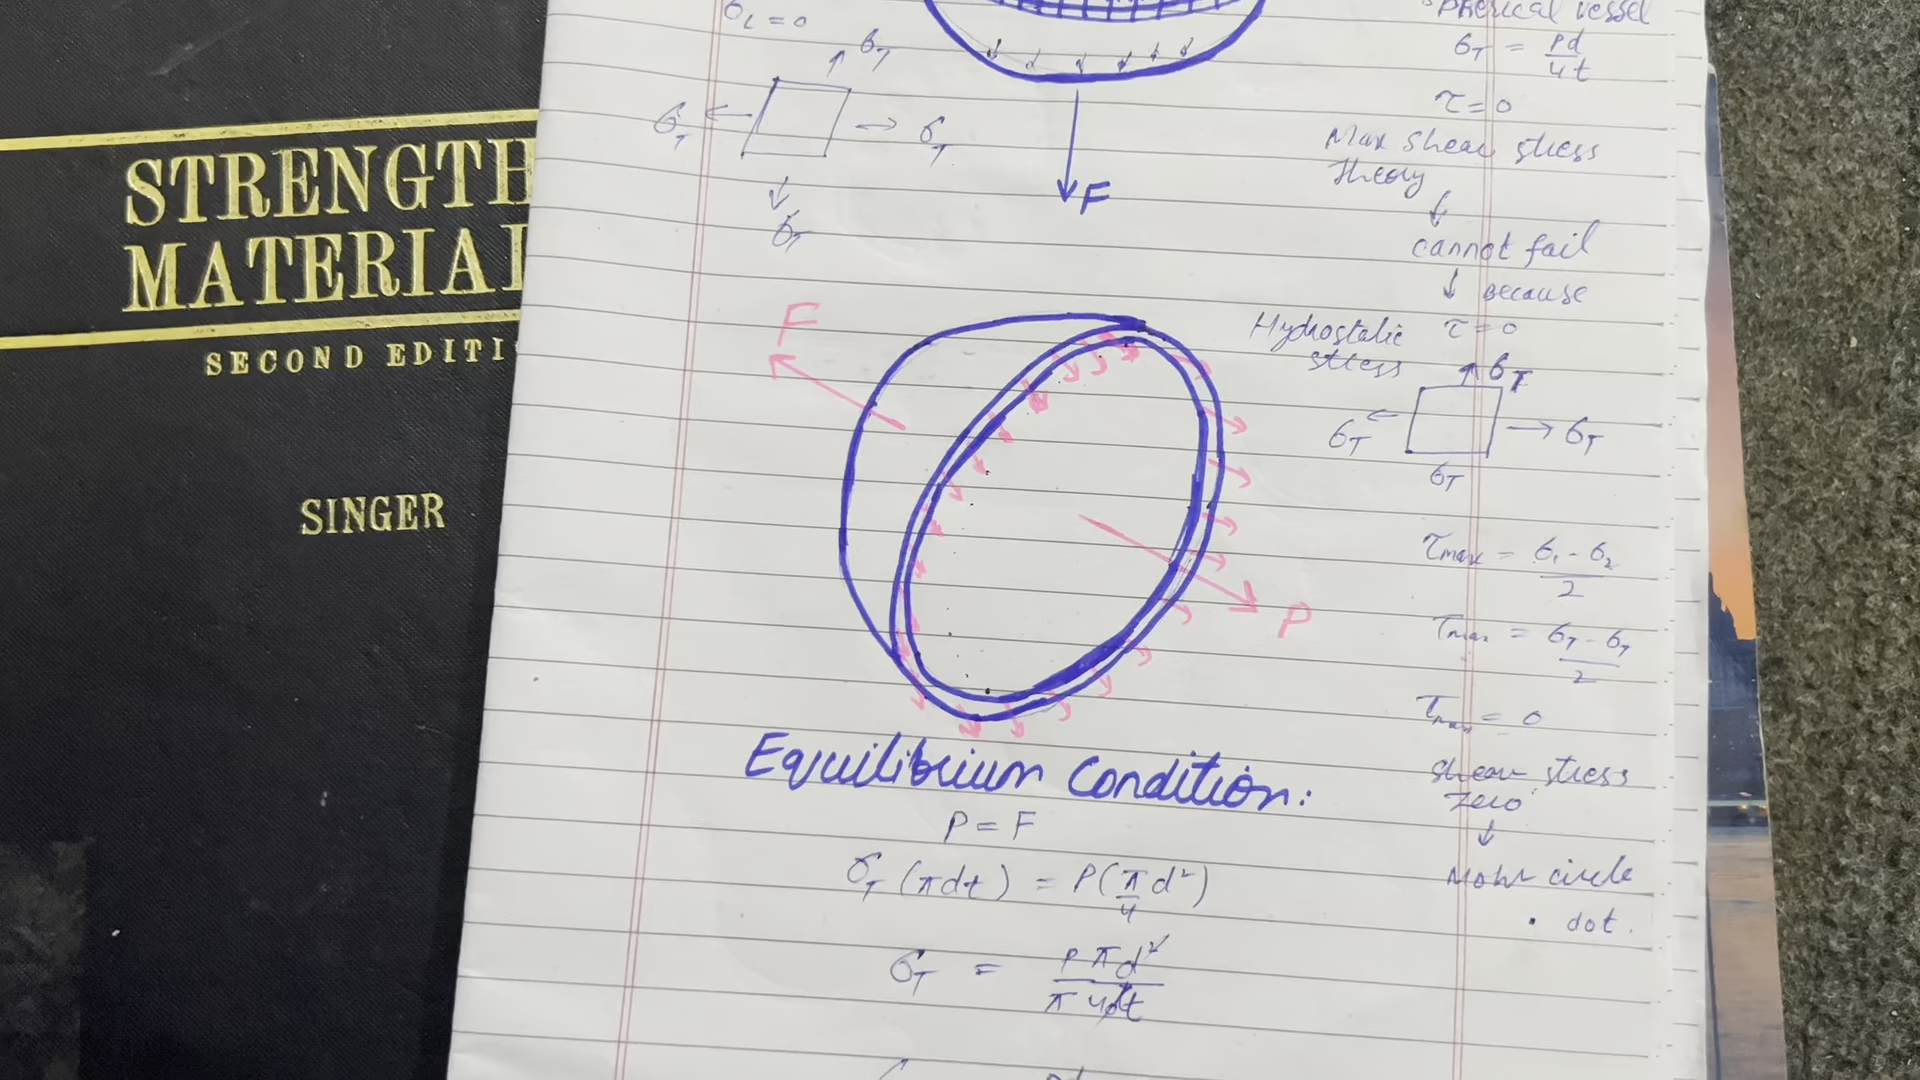 STRENGTH
MATERIAL
SECOND EDITI
SINGER
σL = 0
σT
σT
σT
σT
F
F
P
Equilibrium Condition:
P = F
σT (πdt) = P(π/4 d²)
σT = P π d² / π 4dt
Spherical vessel
σT = Pd / 4t
τ = 0
Max shear stress
theory
↓
cannot fail
↓ because
Hydrostatic τ = 0
stress
σT
σT
σT
σT
τmax = σ1 - σ2 / 2
τmax = σT - σT / 2
τmax = 0
shear stress
zero
↓
Mohr circle
. dot.